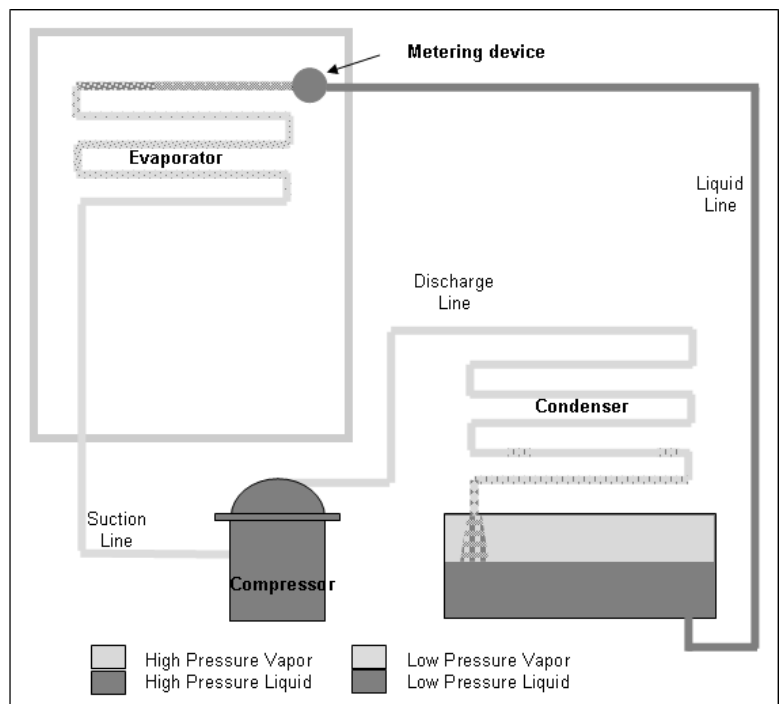 Metering device
Evaporator
Liquid
Line
Discharge
Line
Condenser
Suction
Line
Compressor
High Pressure Vapor
High Pressure Liquid
Low Pressure Vapor
Low Pressure Liquid